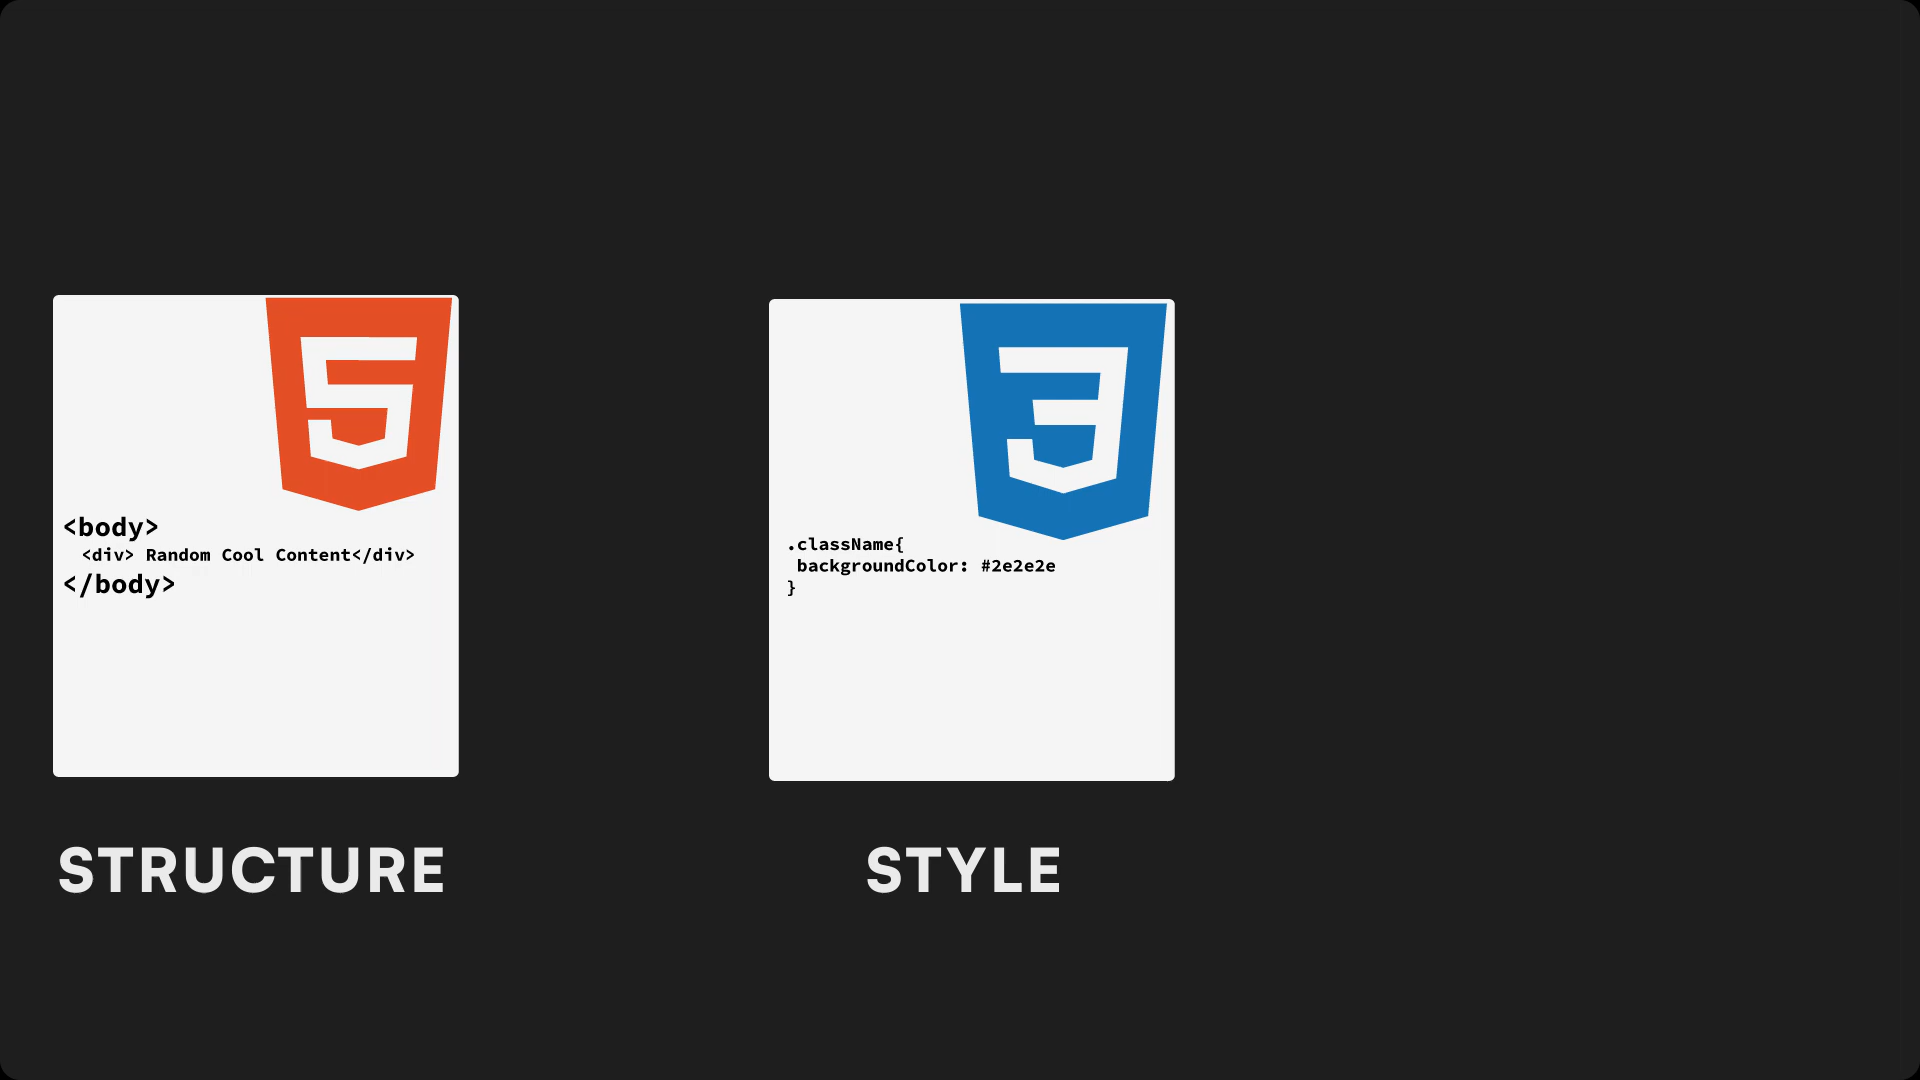 <body>
<div> Random Cool Content</div>
</body>
STRUCTURE
.className{
backgroundColor: #2e2e2e
}
STYLE